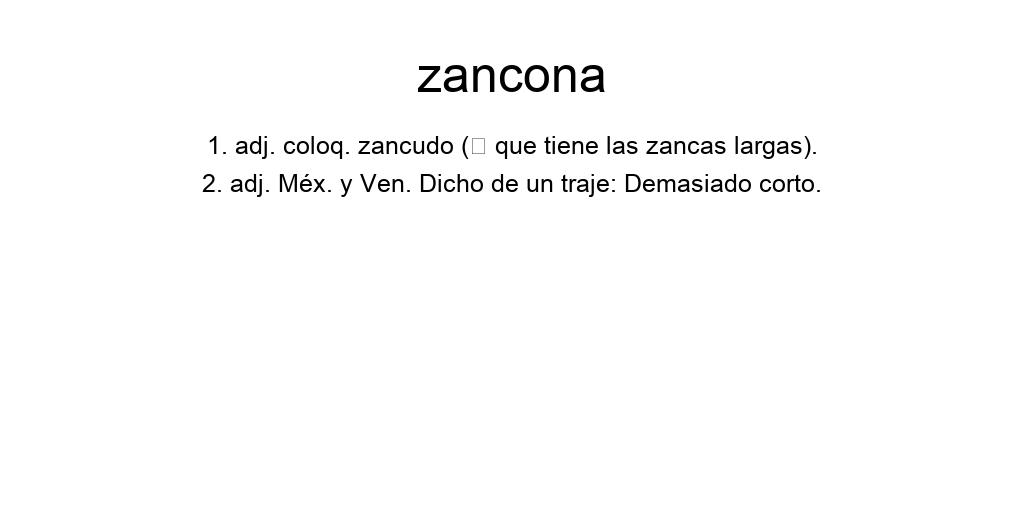 zancona
1. adj. coloq. zancudo (□ que tiene las zancas largas).
2. adj. Méx. y Ven. Dicho de un traje: Demasiado corto.